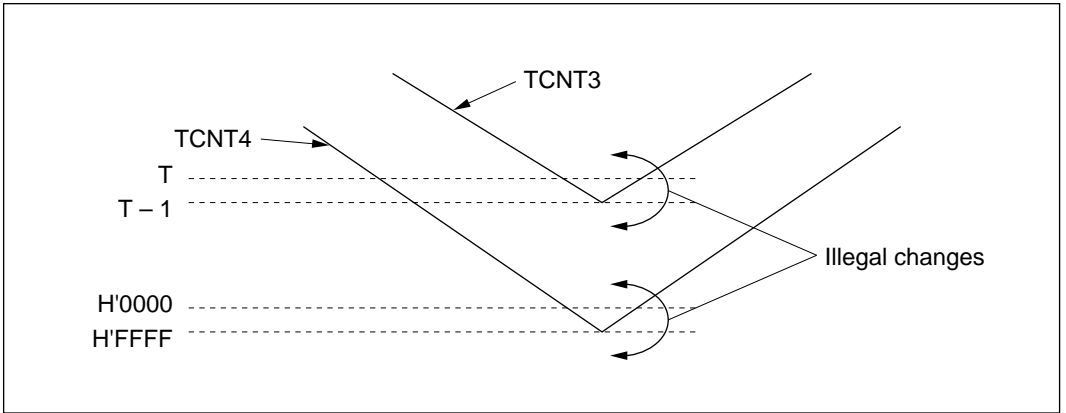 TCNT3
TCNT4
T
T – 1
Illegal changes
H'0000
H'FFFF